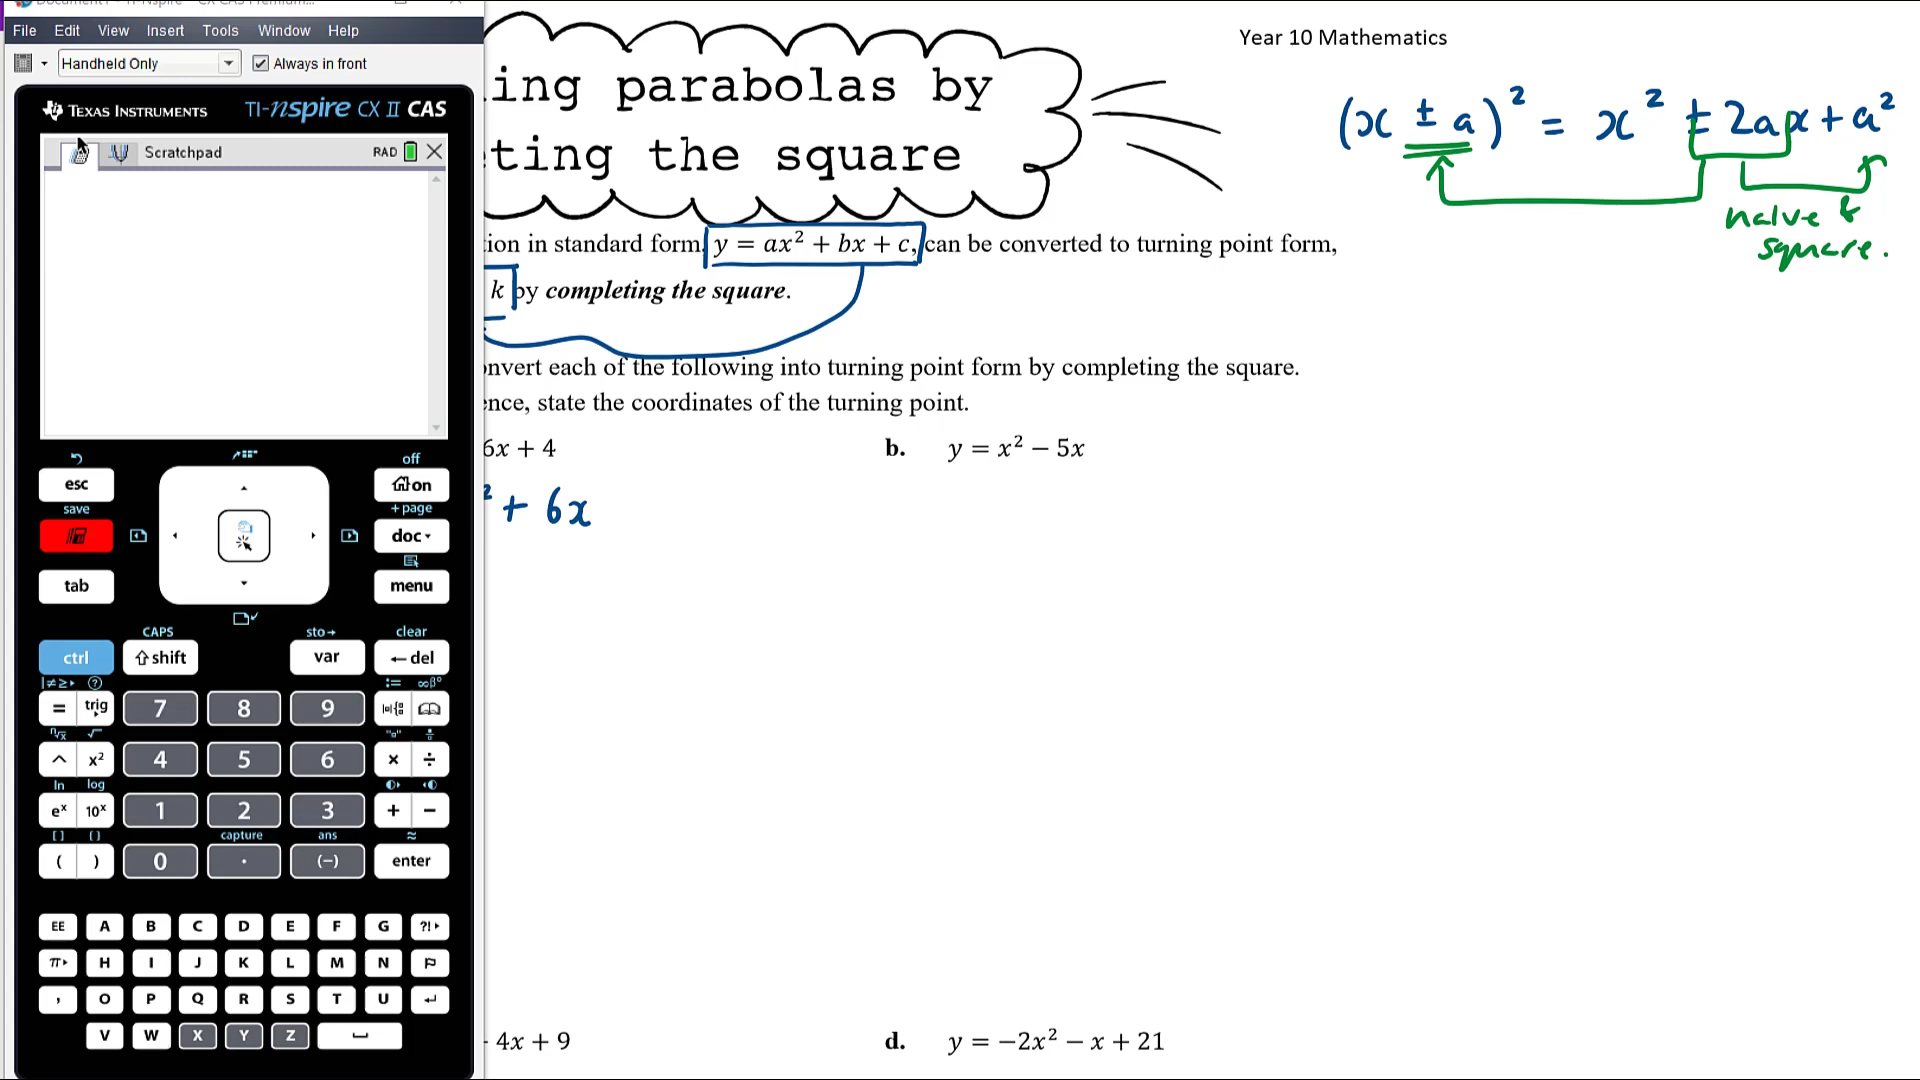 File Edit View Insert Tools Window Help
Handheld Only
Always in front
TEXAS INSTRUMENTS TI-nspire CX II CAS
Scratchpad RAD
off
esc on
save + page
doc
tab menu
CAPS sto→ clear
ctrl ⇧shift var ←del
|≠≥▸ := ∞β°
= trig 7 8 9
ⁿ√x √
^ x² 4 5 6 × ÷
ln log
eˣ 10ˣ 1 2 3 + −
[ ] { } capture ans ≈
( ) 0 . (−) enter
EE A B C D E F G ?!▸
π▸ H I J K L M N
, O P Q R S T U ↵
V W X Y Z
Year 10 Mathematics
ing parabolas by
ting the square
(x ± a)² = x² ± 2ax + a²
halve &
square.
ion in standard form, y = ax² + bx + c, can be converted to turning point form,
k by completing the square.
nvert each of the following into turning point form by completing the square.
ence, state the coordinates of the turning point.
6x + 4
b. y = x² − 5x
² + 6x
4x + 9
d. y = −2x² − x + 21